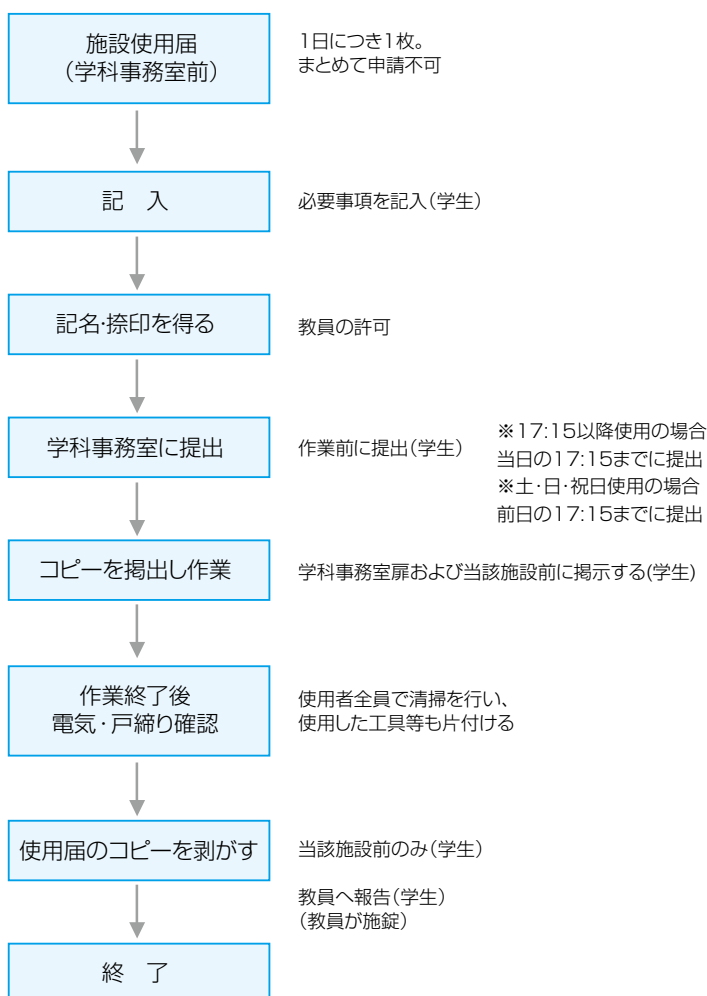 施設使用届
（学科事務室前）
1日につき1枚。
まとめて申請不可
記　入
必要事項を記入（学生）
記名・捺印を得る
教員の許可
学科事務室に提出
作業前に提出（学生）
※17:15以降使用の場合
当日の17:15までに提出
※土・日・祝日使用の場合
前日の17:15までに提出
コピーを掲出し作業
学科事務室扉および当該施設前に掲示する(学生)
作業終了後
電気・戸締り確認
使用者全員で清掃を行い、
使用した工具等も片付ける
使用届のコピーを剥がす
当該施設前のみ（学生）
教員へ報告（学生）
（教員が施錠）
終　了